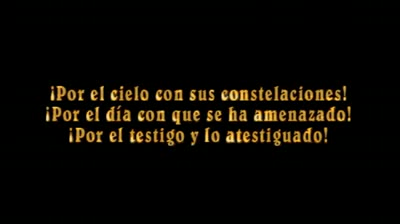 ¡Por el cielo con sus constelaciones!
¡Por el día con que se ha amenazado!
¡Por el testigo y lo atestiguado!